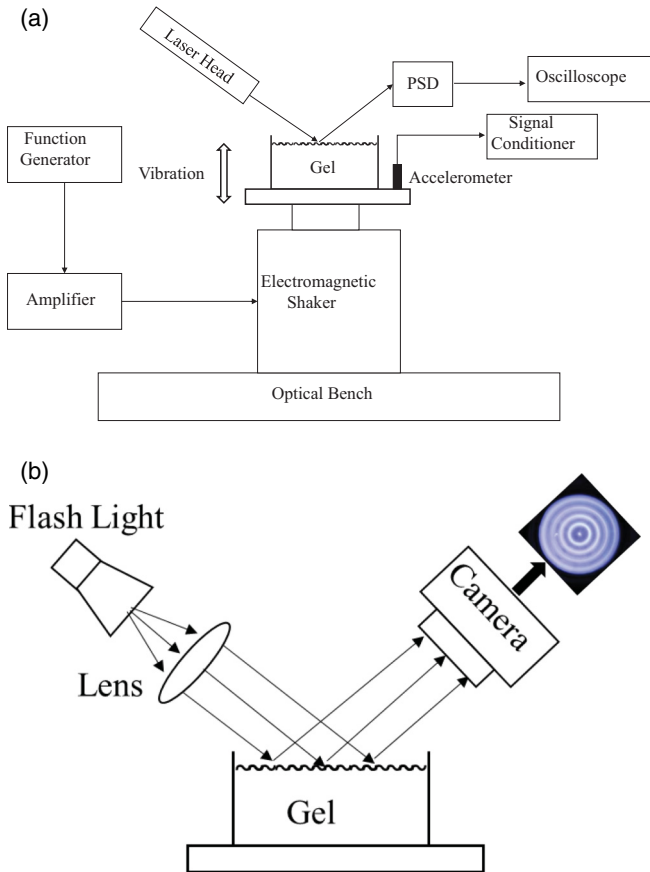 (a)
Laser Head
PSD
Oscilloscope
Function
Generator
Vibration
Gel
Signal
Conditioner
Accelerometer
Amplifier
Electromagnetic
Shaker
Optical Bench
(b)
Flash Light
Lens
Camera
Gel